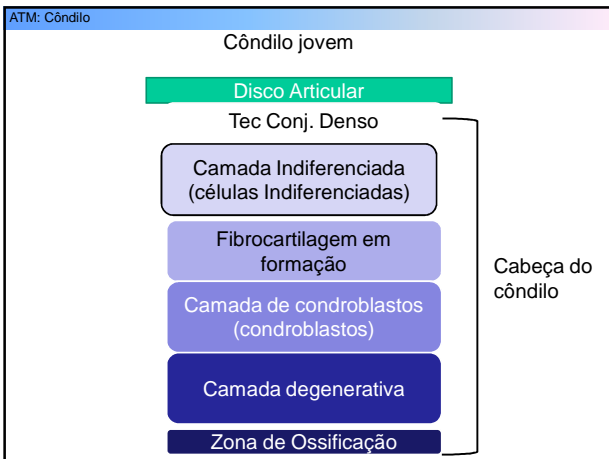 ATM: Côndilo
Côndilo jovem
Disco Articular
Tec Conj. Denso
Camada Indiferenciada
(células Indiferenciadas)
Fibrocartilagem em
formação
Camada de condroblastos
(condroblastos)
Camada degenerativa
Zona de Ossificação
Cabeça do
côndilo